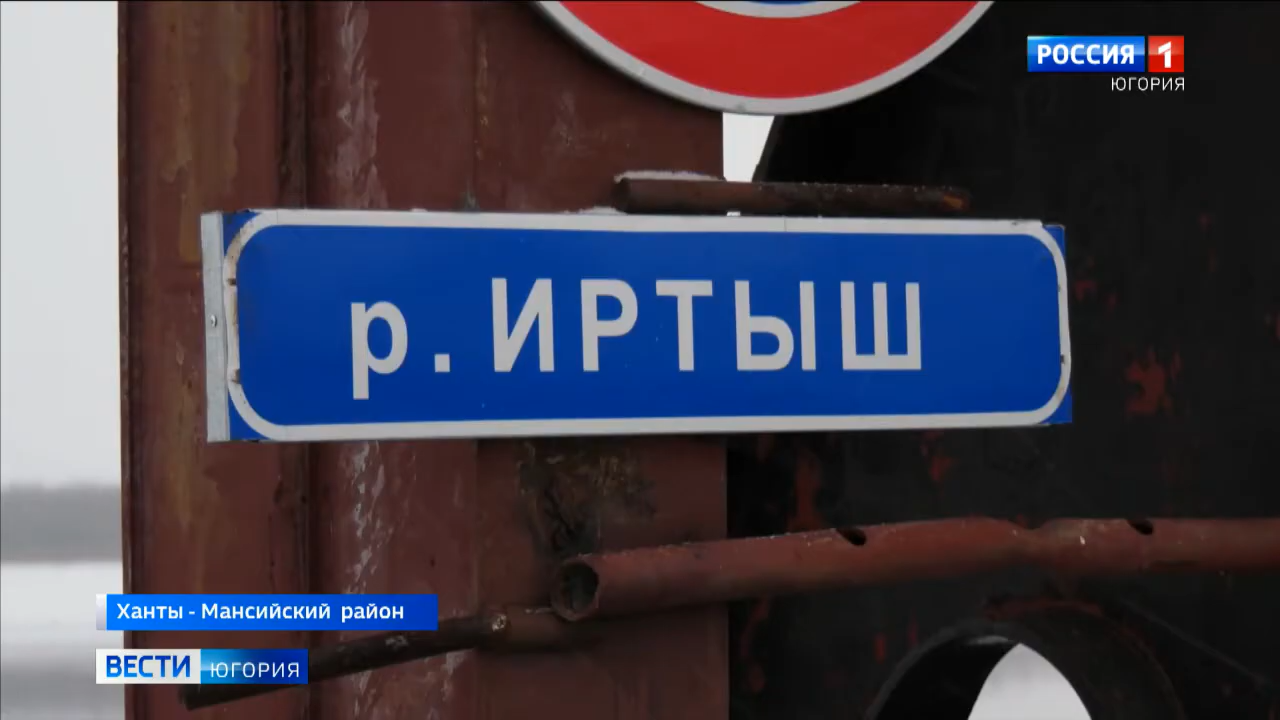 РОССИЯ 1
ЮГОРИЯ
р. ИРТЫШ
Ханты - Мансийский район
ВЕСТИ ЮГОРИЯ